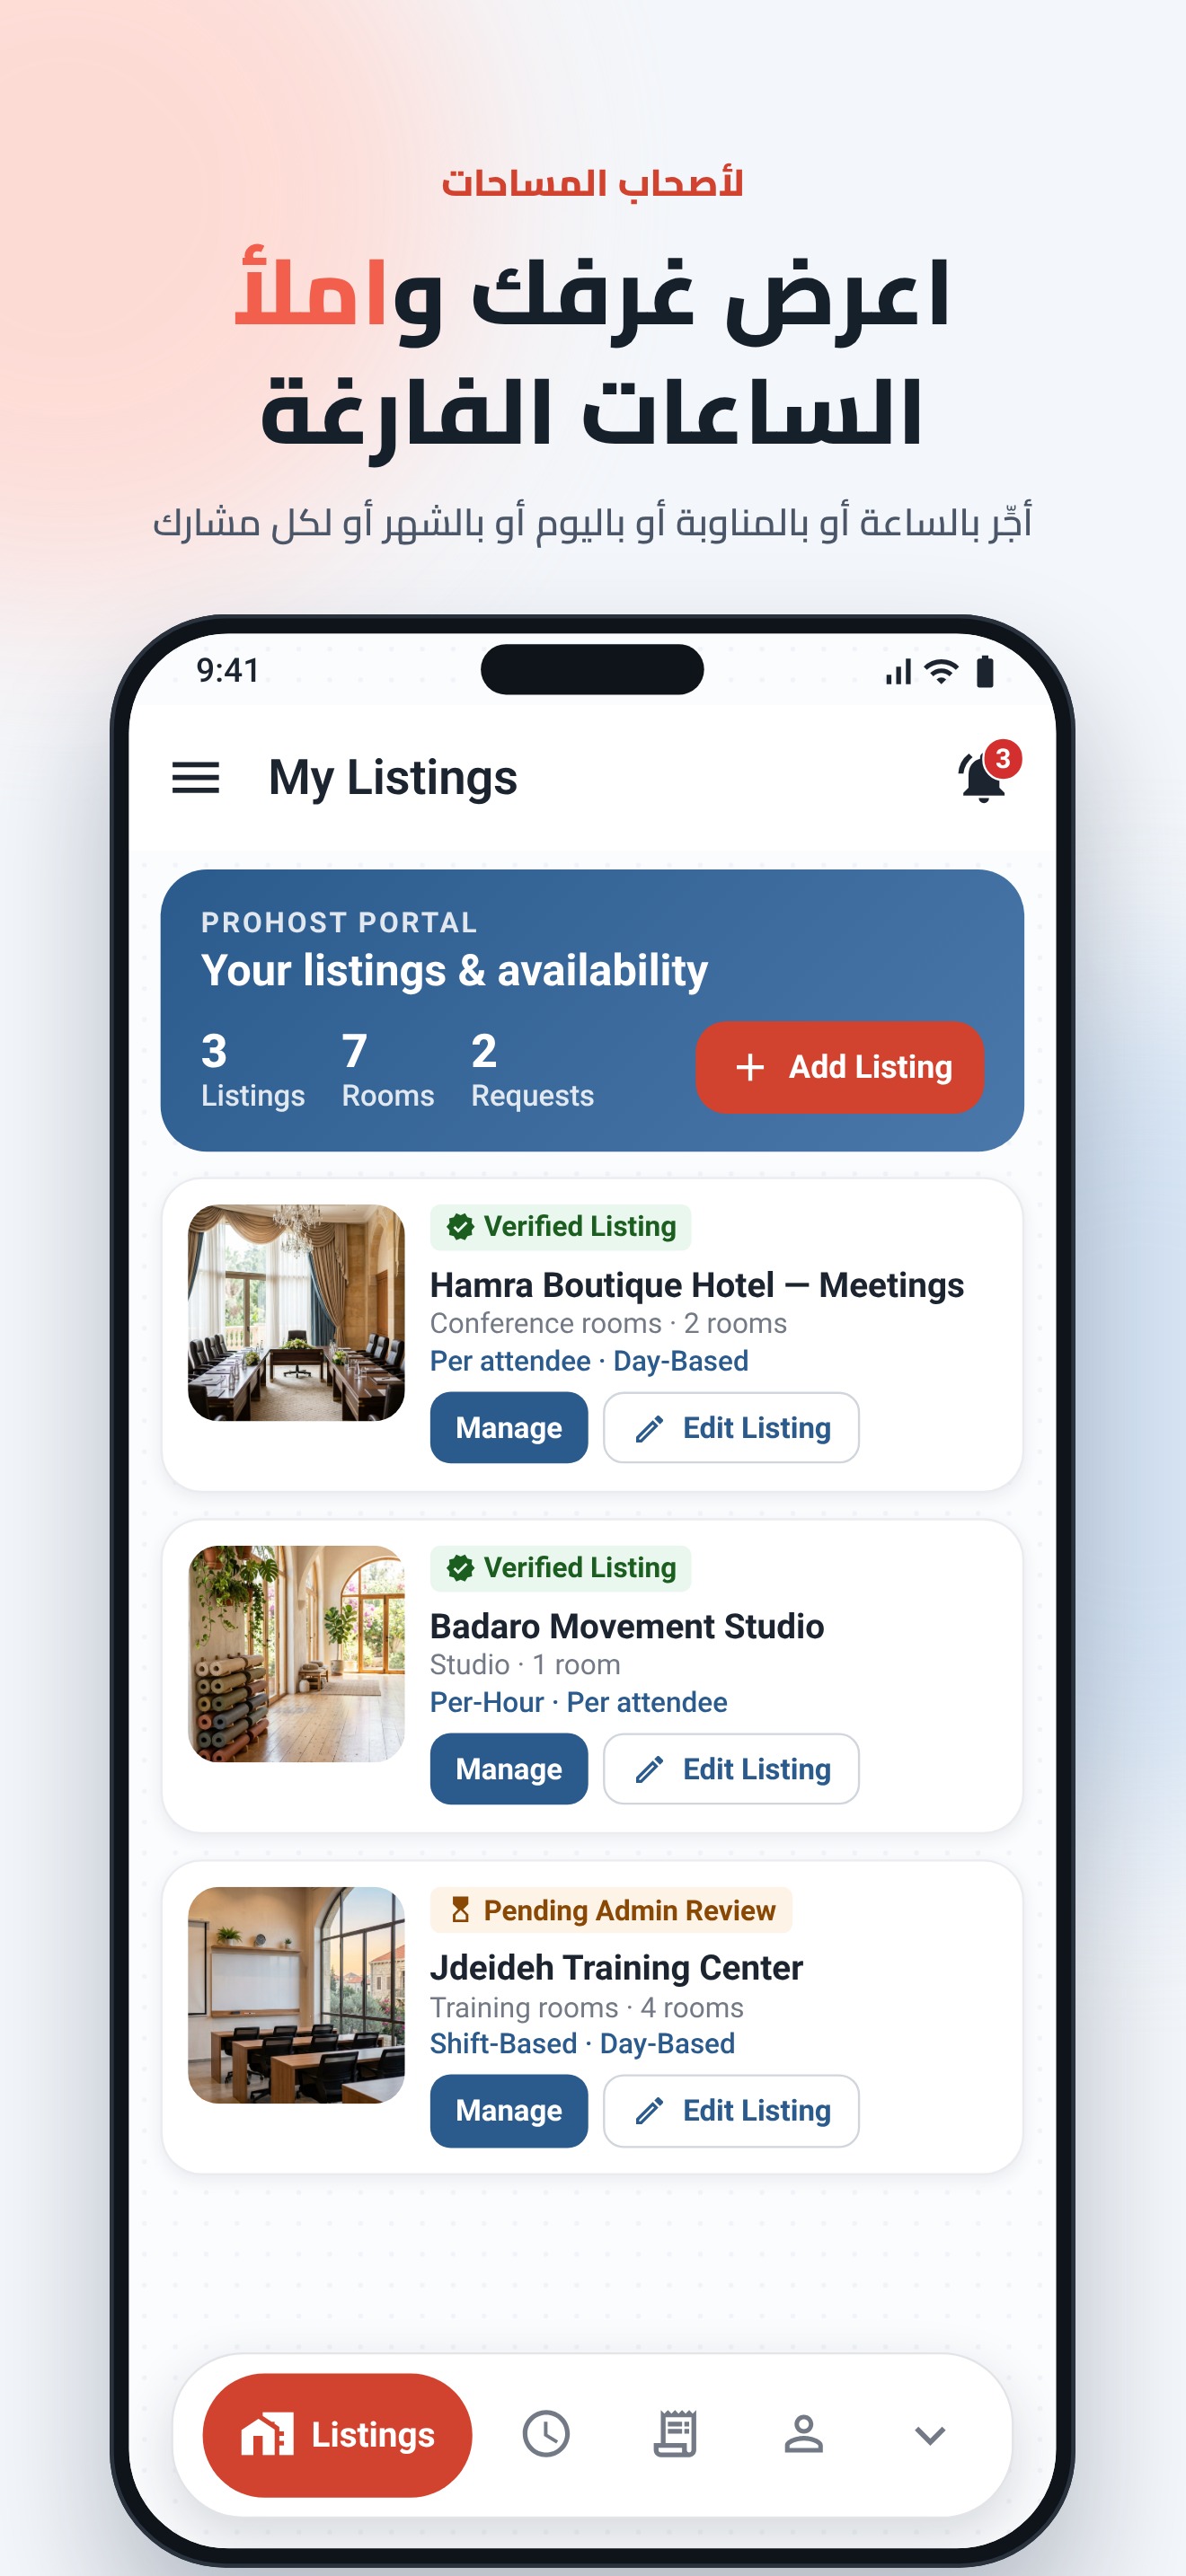 لأصحاب المساحات
اعرض غرفك واملأ
الساعات الفارغة
أجِّر بالساعة أو بالمناوبة أو باليوم أو بالشهر أو لكل مشارك
9:41
My Listings
3
PROHOST PORTAL
Your listings & availability
3 7 2
Listings Rooms Requests
Add Listing
Verified Listing
Hamra Boutique Hotel — Meetings
Conference rooms · 2 rooms
Per attendee · Day-Based
Manage Edit Listing
Verified Listing
Badaro Movement Studio
Studio · 1 room
Per-Hour · Per attendee
Manage Edit Listing
Pending Admin Review
Jdeideh Training Center
Training rooms · 4 rooms
Shift-Based · Day-Based
Manage Edit Listing
Listings